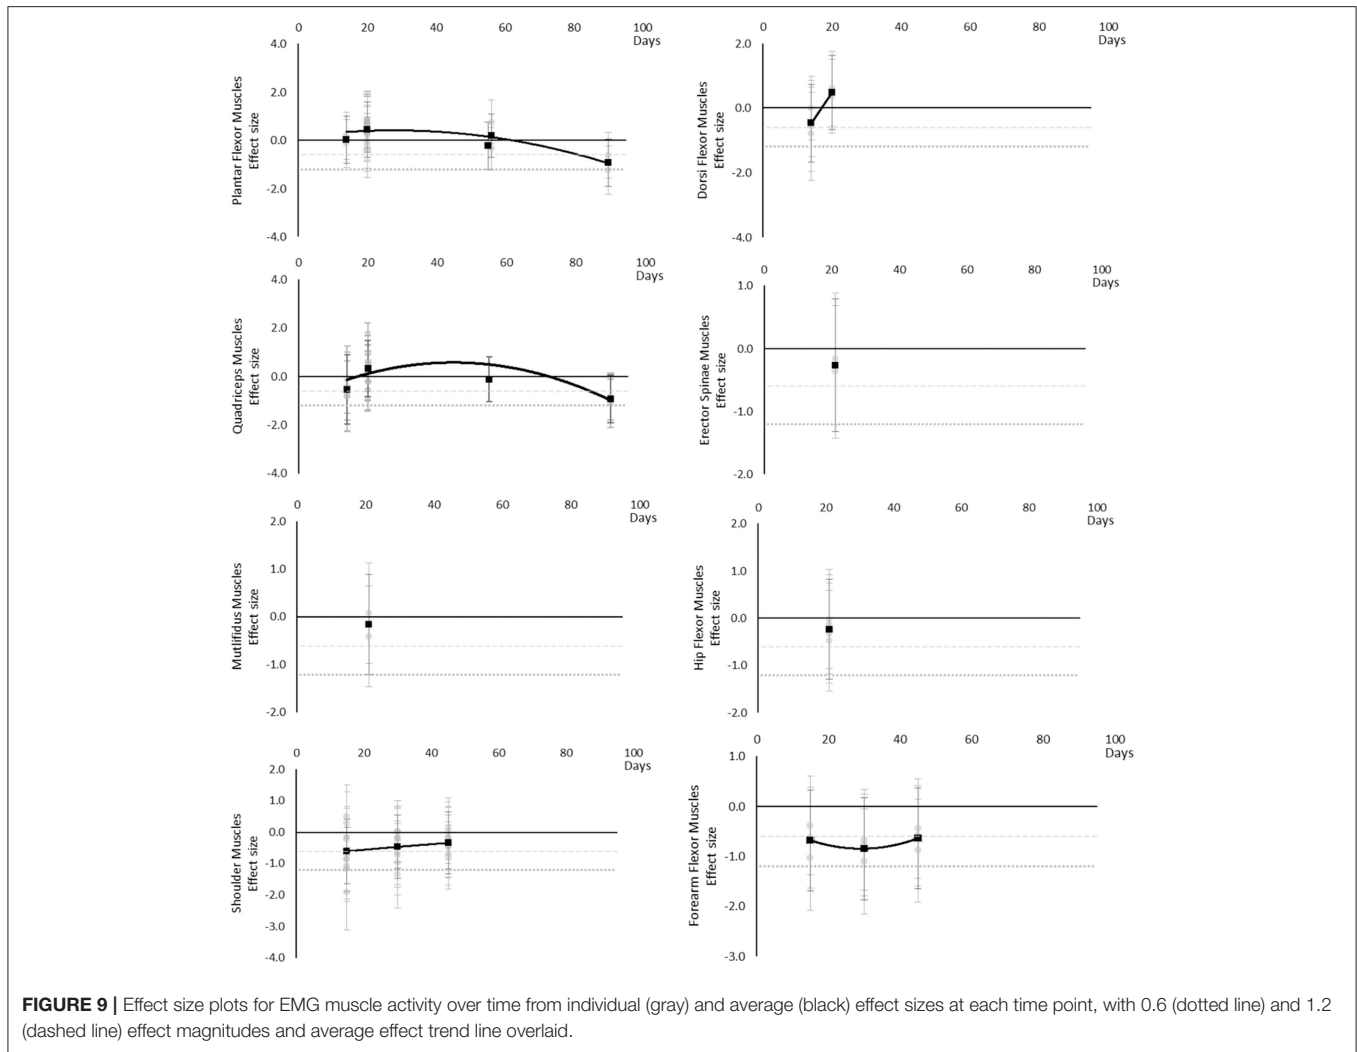 0 20 40 60 80 100
Days
4.0
2.0
0.0
-2.0
-4.0
Plantar Flexor Muscles
Effect size
0 20 40 60 80 100
Days
2.0
0.0
-2.0
-4.0
Dorsi Flexor Muscles
Effect size
0 20 40 60 80 100
Days
4.0
2.0
0.0
-2.0
-4.0
Quadriceps Muscles
Effect size
0 20 40 60 80 100
Days
1.0
0.0
-1.0
-2.0
Erector Spinae Muscles
Effect size
0 20 40 60 80 100
Days
2.0
1.0
0.0
-1.0
-2.0
Mutlifidus Muscles
Effect size
0 20 40 60 80 100
Days
2.0
1.0
0.0
-1.0
-2.0
Hip Flexor Muscles
Effect size
0 20 40 60 80 100
Days
2.0
1.0
0.0
-1.0
-2.0
-3.0
-4.0
Shoulder Muscles
Effect size
0 20 40 60 80 100
Days
1.0
0.0
-1.0
-2.0
-3.0
Forearm Flexor Muscles
Effect size
FIGURE 9 | Effect size plots for EMG muscle activity over time from individual (gray) and average (black) effect sizes at each time point, with 0.6 (dotted line) and 1.2
(dashed line) effect magnitudes and average effect trend line overlaid.